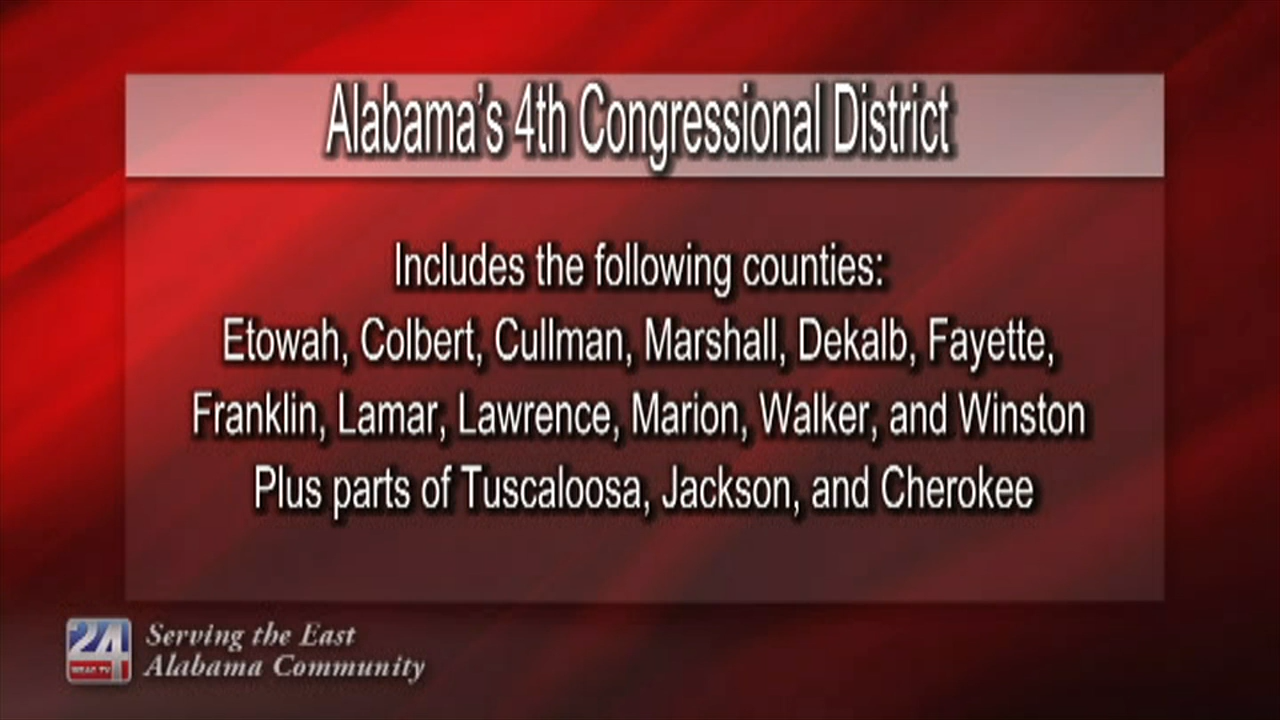 Alabama's 4th Congressional District
Includes the following counties:
Etowah, Colbert, Cullman, Marshall, Dekalb, Fayette,
Franklin, Lamar, Lawrence, Marion, Walker, and Winston
Plus parts of Tuscaloosa, Jackson, and Cherokee
24
Serving the East
Alabama Community